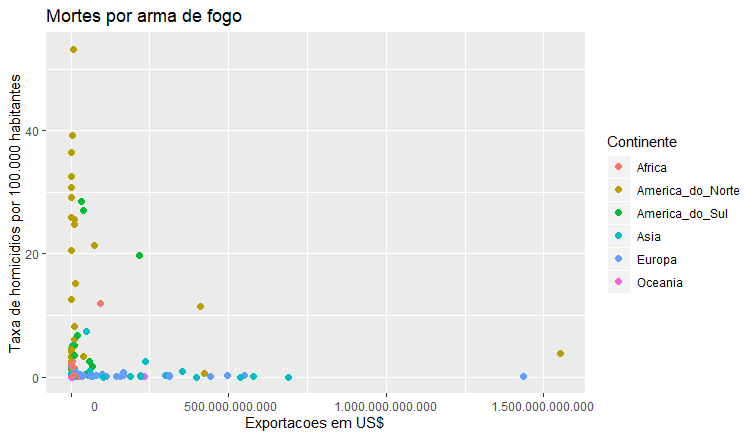 Mortes por arma de fogo
Taxa de homicidios por 100.000 habitantes
40
20
0
0
500.000.000.000
1.000.000.000.000
1.500.000.000.000
Exportacoes em US$
Continente
Africa
America_do_Norte
America_do_Sul
Asia
Europa
Oceania